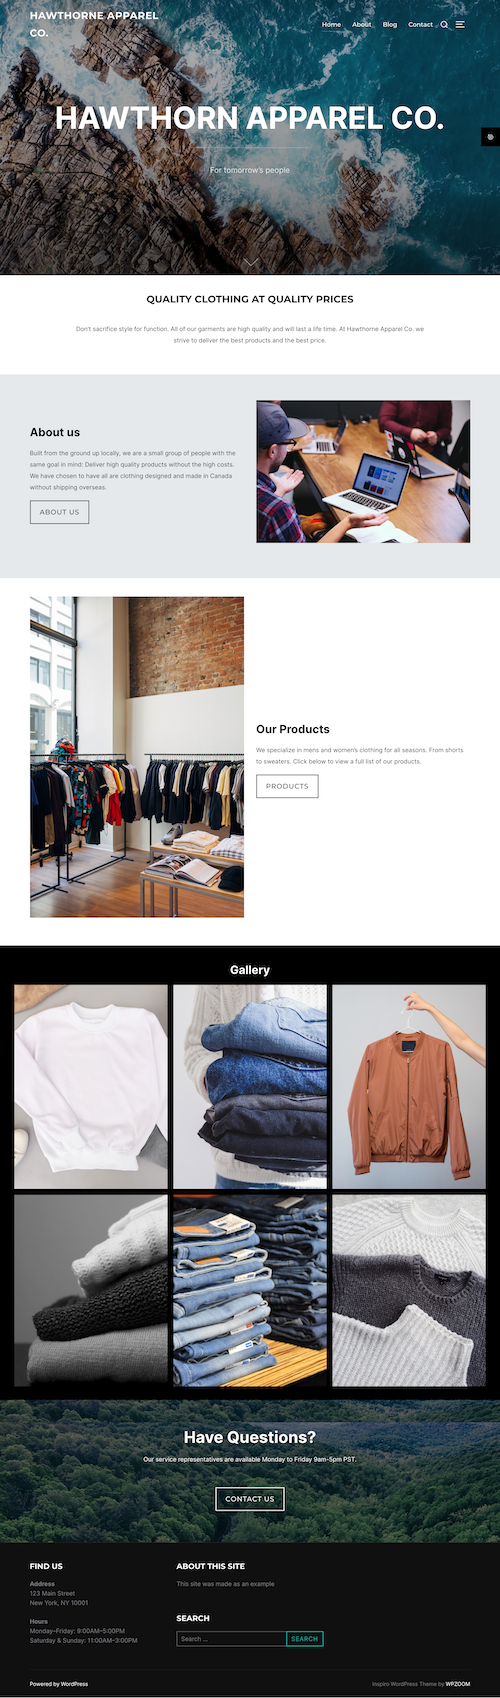 HAWTHORNE APPAREL
CO.
Home About Blog Contact
HAWTHORN APPAREL CO.
For tomorrow's people
QUALITY CLOTHING AT QUALITY PRICES
Don't sacrifice style for function. All of our garments are high quality and will last a life time. At Hawthorne Apparel Co. we
strive to deliver the best products and the best price.
About us
Built from the ground up locally, we are a small group of people with the
same goal in mind: Deliver high quality products without the high costs.
We have chosen to have all are clothing designed and made in Canada
without shipping overseas.
ABOUT US
Our Products
We specialize in mens and women's clothing for all seasons. From shorts
to sweaters. Click below to view a full list of our products.
PRODUCTS
Gallery
Have Questions?
Our service representatives are available Monday to Friday 9am-5pm PST.
CONTACT US
FIND US
Address
123 Main Street
New York, NY 10001
Hours
Monday–Friday: 9:00AM–5:00PM
Saturday & Sunday: 11:00AM–3:00PM
ABOUT THIS SITE
This site was made as an example
SEARCH
Search ...
SEARCH
Powered by WordPress
Inspiro WordPress Theme by WPZOOM